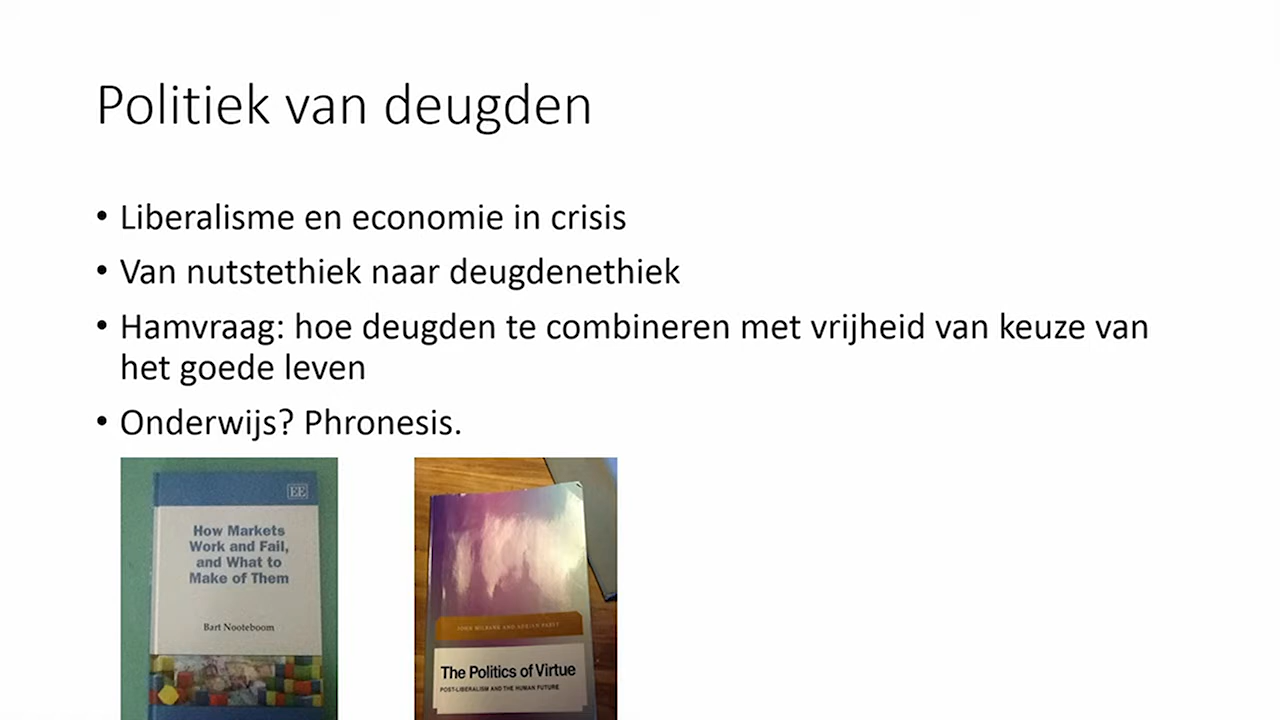 Politiek van deugden
• Liberalisme en economie in crisis
• Van nutstethiek naar deugdenethiek
• Hamvraag: hoe deugden te combineren met vrijheid van keuze van
het goede leven
• Onderwijs? Phronesis.
EE
How Markets
Work and Fail,
and What to
Make of Them
Bart Nooteboom
JOHN MILBANK AND ADRIAN PABST
The Politics of Virtue
POST-LIBERALISM AND THE HUMAN FUTURE